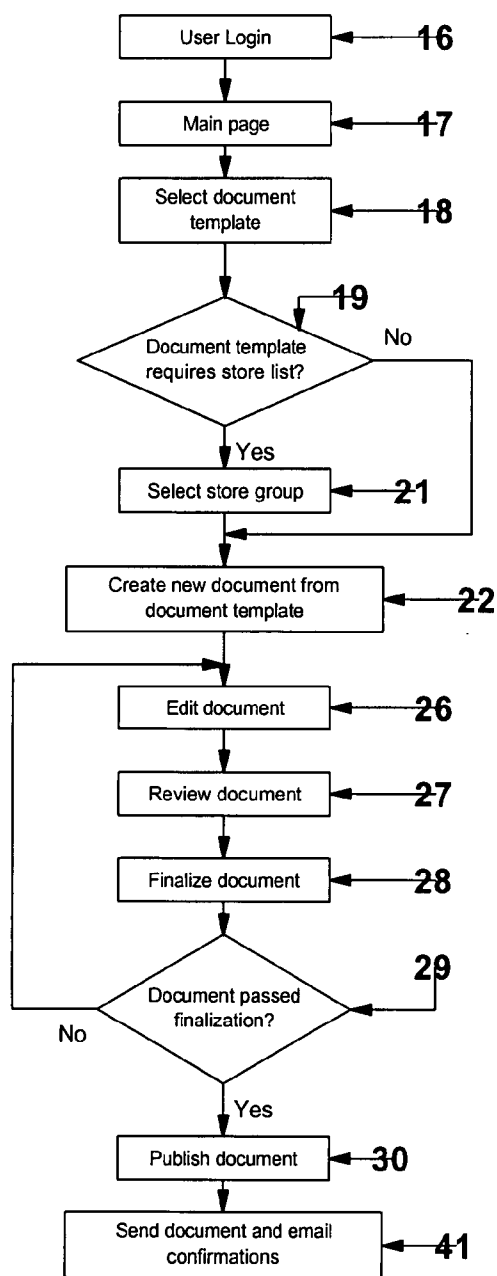 User Login
16
Main page
17
Select document
template
18
19
Document template
requires store list?
No
Yes
Select store group
21
Create new document from
document template
22
Edit document
26
Review document
27
Finalize document
28
29
Document passed
finalization?
No
Yes
Publish document
30
Send document and email
confirmations
41